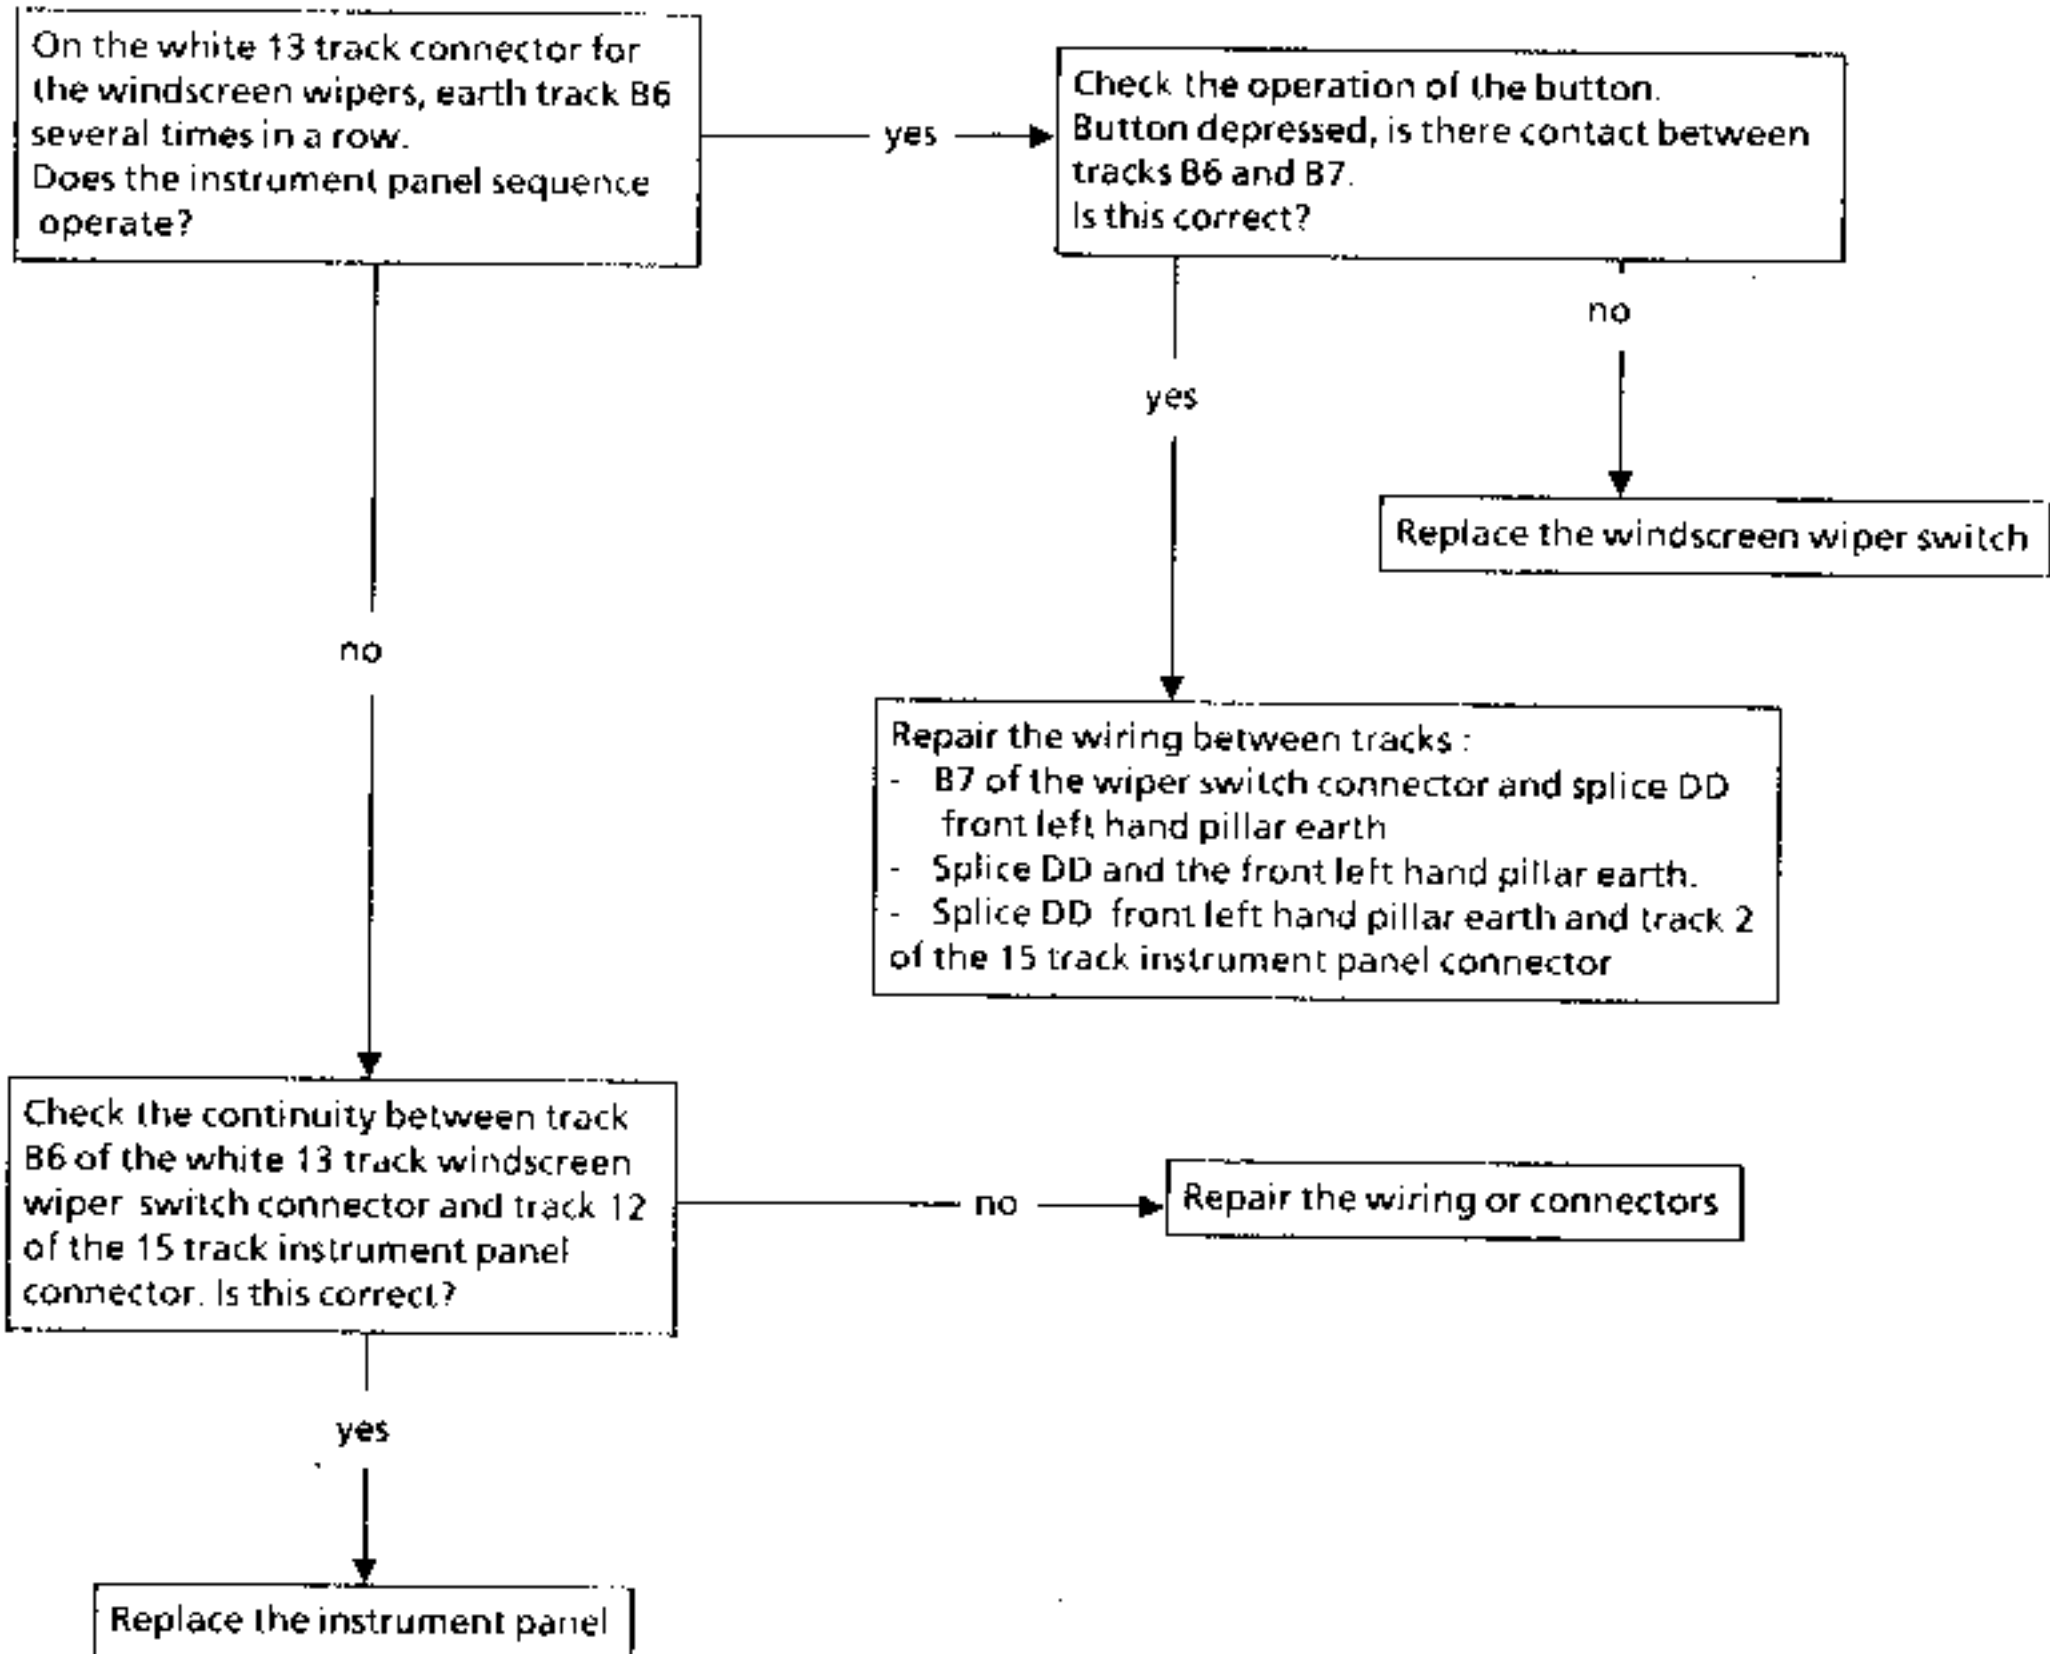 On the white 13 track connector for
the windscreen wipers, earth track B6
several times in a row.
Does the instrument panel sequence
operate?
yes
Check the operation of the button.
Button depressed, is there contact between
tracks B6 and B7.
Is this correct?
no
yes
Replace the windscreen wiper switch
no
Repair the wiring between tracks :
- B7 of the wiper switch connector and splice DD
front left hand pillar earth
- Splice DD and the front left hand pillar earth.
- Splice DD front left hand pillar earth and track 2
of the 15 track instrument panel connector
Check the continuity between track
B6 of the white 13 track windscreen
wiper switch connector and track 12
of the 15 track instrument panel
connector. Is this correct?
no
Repair the wiring or connectors
yes
Replace the instrument panel